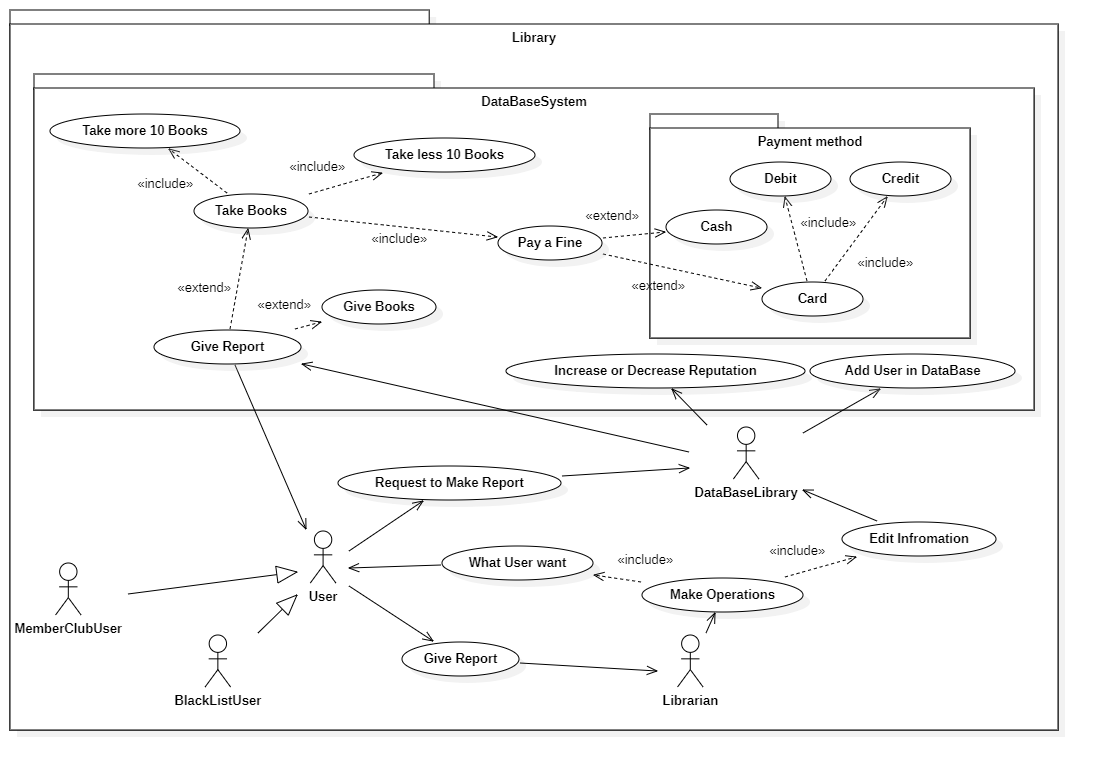 Library
DataBaseSystem
Take more 10 Books
Payment method
Take less 10 Books
«include»
Debit
Credit
«include»
Take Books
«extend»
Cash
«include»
«include»
Pay a Fine
«include»
«extend»
«extend»
Card
«extend»
Give Books
Give Report
Increase or Decrease Reputation
Add User in DataBase
Request to Make Report
DataBaseLibrary
Edit Infromation
«include»
What User want
«include»
User
Make Operations
MemberClubUser
Give Report
BlackListUser
Librarian